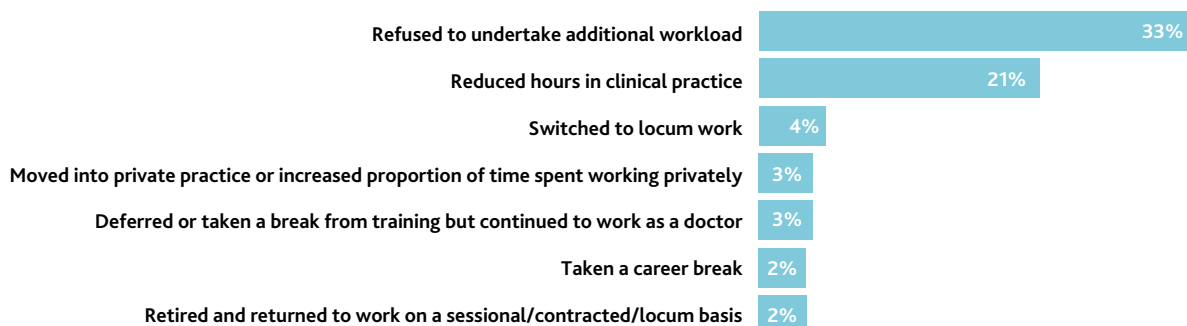 Refused to undertake additional workload 33%
Reduced hours in clinical practice 21%
Switched to locum work 4%
Moved into private practice or increased proportion of time spent working privately 3%
Deferred or taken a break from training but continued to work as a doctor 3%
Taken a career break 2%
Retired and returned to work on a sessional/contracted/locum basis 2%